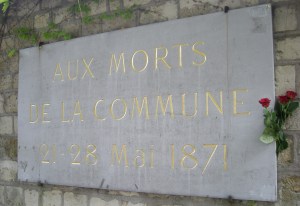 AUX MORTS
DE LA COMMUNE
21-28 Mai 1871